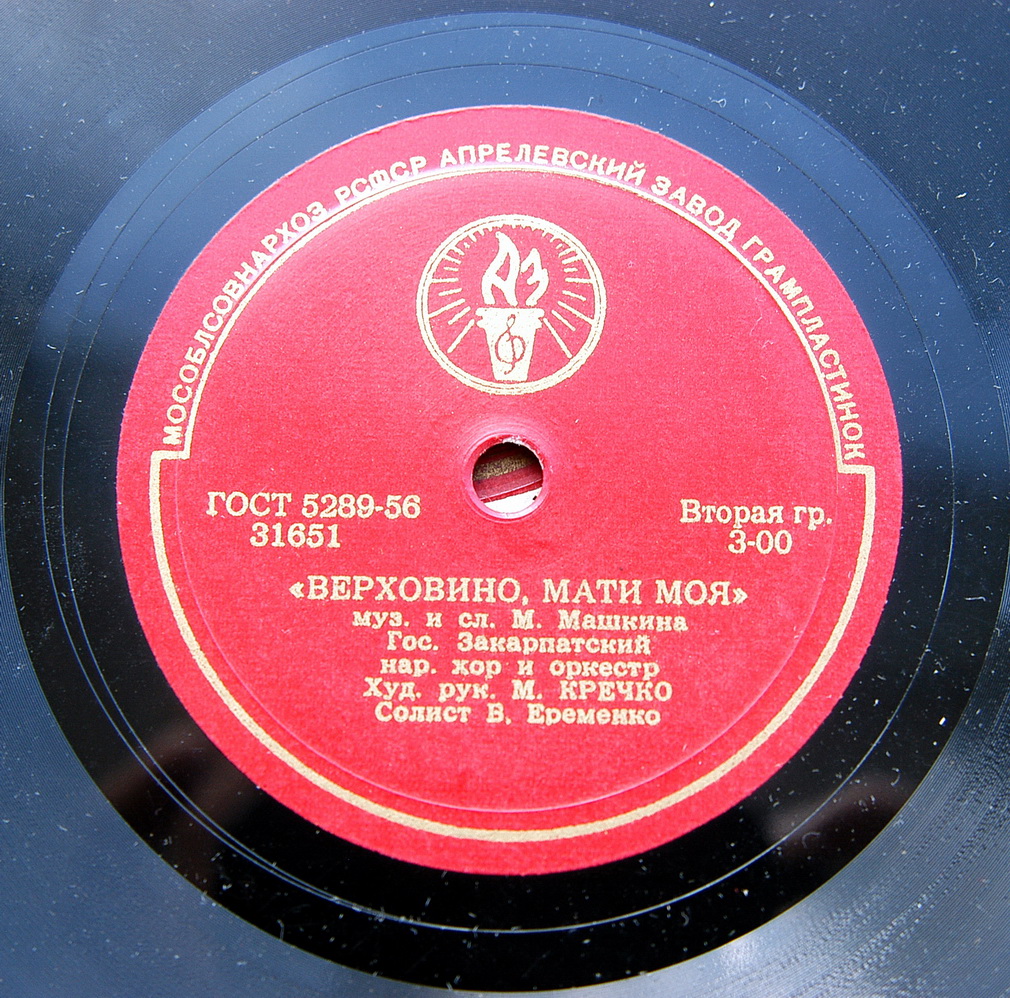 МОСОБЛСОВНАРХОЗ РСФСР АПРЕЛЕВСКИЙ ЗАВОД ГРАМПЛАСТИНОК
АЗ
ГОСТ 5289-56
31651
Вторая гр.
3-00
«ВЕРХОВИНО, МАТИ МОЯ»
муз. и сл. М. Машкина
Гос. Закарпатский
нар. хор и оркестр
Худ. рук. М. КРЕЧКО
Солист В. Еременко